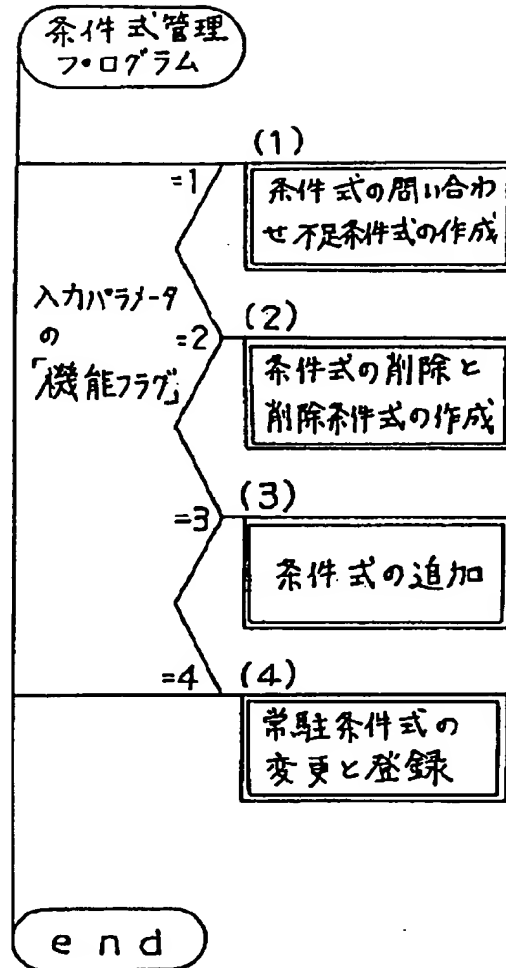 条件式管理
プログラム
(1)
=1
条件式の問い合わ
せ不足条件式の作成
入力パラメータ
の
「機能フラグ」
=2
(2)
条件式の削除と
削除条件式の作成
=3
(3)
条件式の追加
=4
(4)
常駐条件式の
変更と登録
end